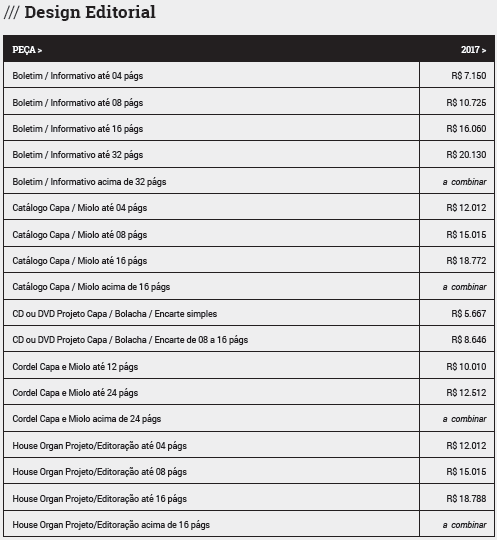 /// Design Editorial
PEÇA > 2017 >
Boletim / Informativo até 04 págs R$ 7.150
Boletim / Informativo até 08 págs R$ 10.725
Boletim / Informativo até 16 págs R$ 16.060
Boletim / Informativo até 32 págs R$ 20.130
Boletim / Informativo acima de 32 págs a combinar
Catálogo Capa / Miolo até 04 págs R$ 12.012
Catálogo Capa / Miolo até 08 págs R$ 15.015
Catálogo Capa / Miolo até 16 págs R$ 18.772
Catálogo Capa / Miolo acima de 16 págs a combinar
CD ou DVD Projeto Capa / Bolacha / Encarte simples R$ 5.667
CD ou DVD Projeto Capa / Bolacha / Encarte de 08 a 16 págs R$ 8.646
Cordel Capa e Miolo até 12 págs R$ 10.010
Cordel Capa e Miolo até 24 págs R$ 12.512
Cordel Capa e Miolo acima de 24 págs a combinar
House Organ Projeto/Editoração até 04 págs R$ 12.012
House Organ Projeto/Editoração até 08 págs R$ 15.015
House Organ Projeto/Editoração até 16 págs R$ 18.788
House Organ Projeto/Editoração acima de 16 págs a combinar